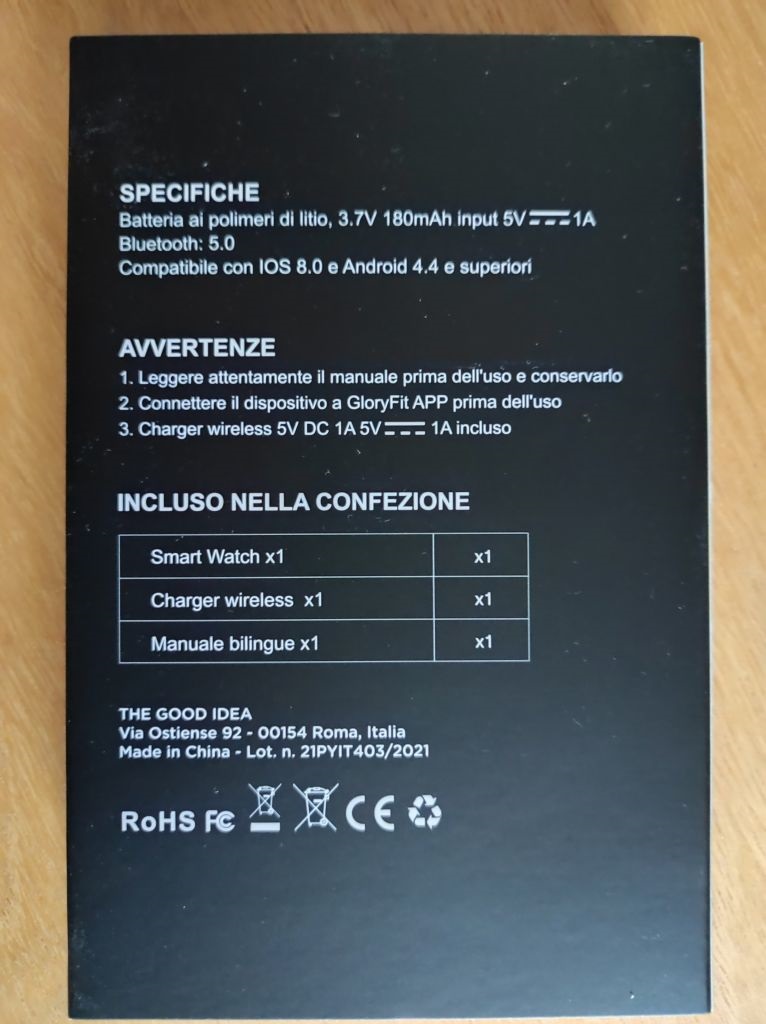 SPECIFICHE
Batteria ai polimeri di litio, 3.7V 180mAh input 5V⎓1A
Bluetooth: 5.0
Compatibile con IOS 8.0 e Android 4.4 e superiori
AVVERTENZE
1. Leggere attentamente il manuale prima dell'uso e conservarlo
2. Connettere il dispositivo a GloryFit APP prima dell'uso
3. Charger wireless 5V DC 1A 5V⎓ 1A incluso
INCLUSO NELLA CONFEZIONE
Smart Watch x1 x1
Charger wireless x1 x1
Manuale bilingue x1 x1
THE GOOD IDEA
Via Ostiense 92 - 00154 Roma, Italia
Made in China - Lot. n. 21PYIT403/2021
RoHS FC CE